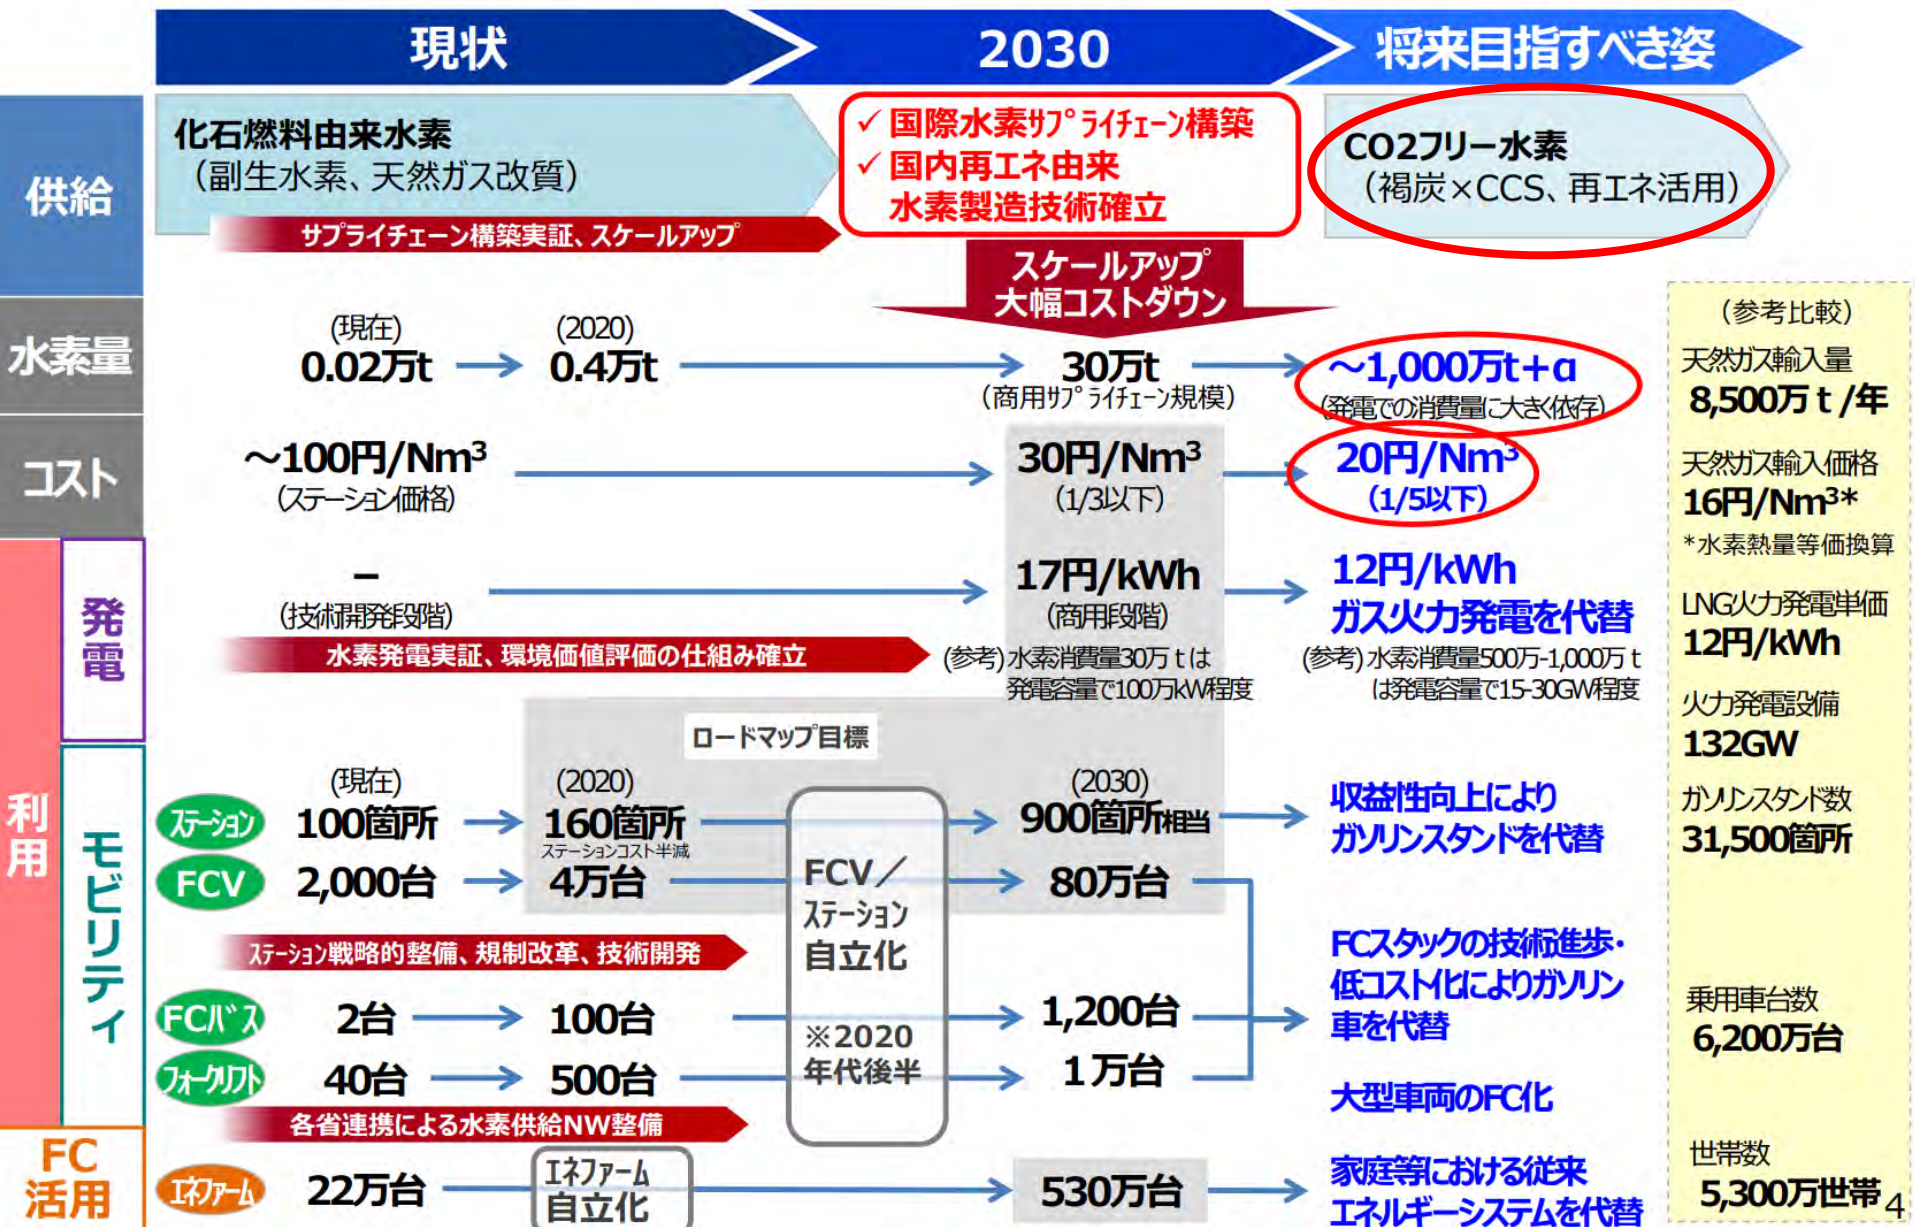 現状
2030
将来目指すべき姿
供給
化石燃料由来水素
（副生水素、天然ガス改質）
サプライチェーン構築実証、スケールアップ
✓ 国際水素ｻﾌﾟﾗｲﾁｪｰﾝ構築
✓ 国内再エネ由来
水素製造技術確立
CO2フリー水素
（褐炭×CCS、再エネ活用）
スケールアップ
大幅コストダウン
水素量
(現在)
0.02万t
(2020)
0.4万t
30万t
（商用ｻﾌﾟﾗｲﾁｪｰﾝ規模）
～1,000万t+α
（発電での消費量に大きく依存）
コスト
～100円/Nm³
（ステーション価格）
30円/Nm³
（1/3以下）
20円/Nm³
（1/5以下）
利用
発電
－
（技術開発段階）
17円/kWh
（商用段階）
12円/kWh
ガス火力発電を代替
水素発電実証、環境価値評価の仕組み確立
(参考) 水素消費量30万ｔは
発電容量で100万kW程度
(参考) 水素消費量500万-1,000万ｔ
は発電容量で15-30GW程度
ロードマップ目標
モビリティ
(現在)
(2020)
(2030)
ｽﾃｰｼｮﾝ
100箇所
160箇所
ステーションコスト半減
900箇所相当
収益性向上により
ガソリンスタンドを代替
FCV
2,000台
4万台
80万台
FCV／
ｽﾃｰｼｮﾝ
自立化
※2020
年代後半
ｽﾃｰｼｮﾝ戦略的整備、規制改革、技術開発
FCﾊﾞｽ
2台
100台
1,200台
FCスタックの技術進歩・
低コスト化によりガソリン
車を代替
ﾌｫｰｸﾘﾌﾄ
40台
500台
1万台
大型車両のFC化
各省連携による水素供給NW整備
FC
活用
ｴﾈﾌｧｰﾑ
22万台
ｴﾈﾌｧｰﾑ
自立化
530万台
家庭等における従来
エネルギーシステムを代替
（参考比較）
天然ガス輸入量
8,500万ｔ/年
天然ガス輸入価格
16円/Nm³*
*水素熱量等価換算
LNG火力発電単価
12円/kWh
火力発電設備
132GW
ガソリンスタンド数
31,500箇所
乗用車台数
6,200万台
世帯数
5,300万世帯
4